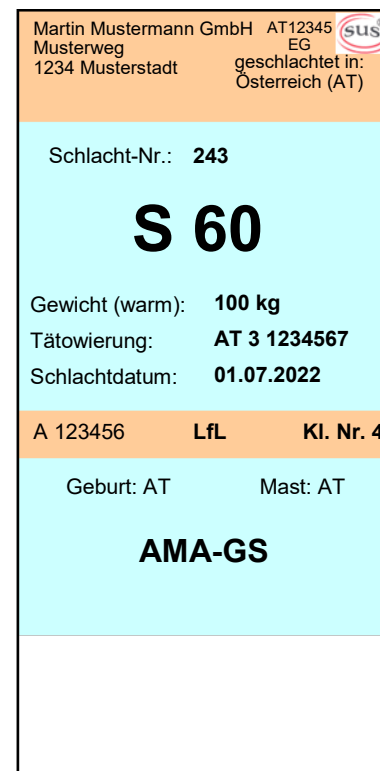 Martin Mustermann GmbH
Musterweg
1234 Musterstadt
AT12345
EG
geschlachtet in:
Österreich (AT)
sus
Schlacht-Nr.: 243
S 60
Gewicht (warm): 100 kg
Tätowierung: AT 3 1234567
Schlachtdatum: 01.07.2022
A 123456 LfL Kl. Nr. 4
Geburt: AT Mast: AT
AMA-GS